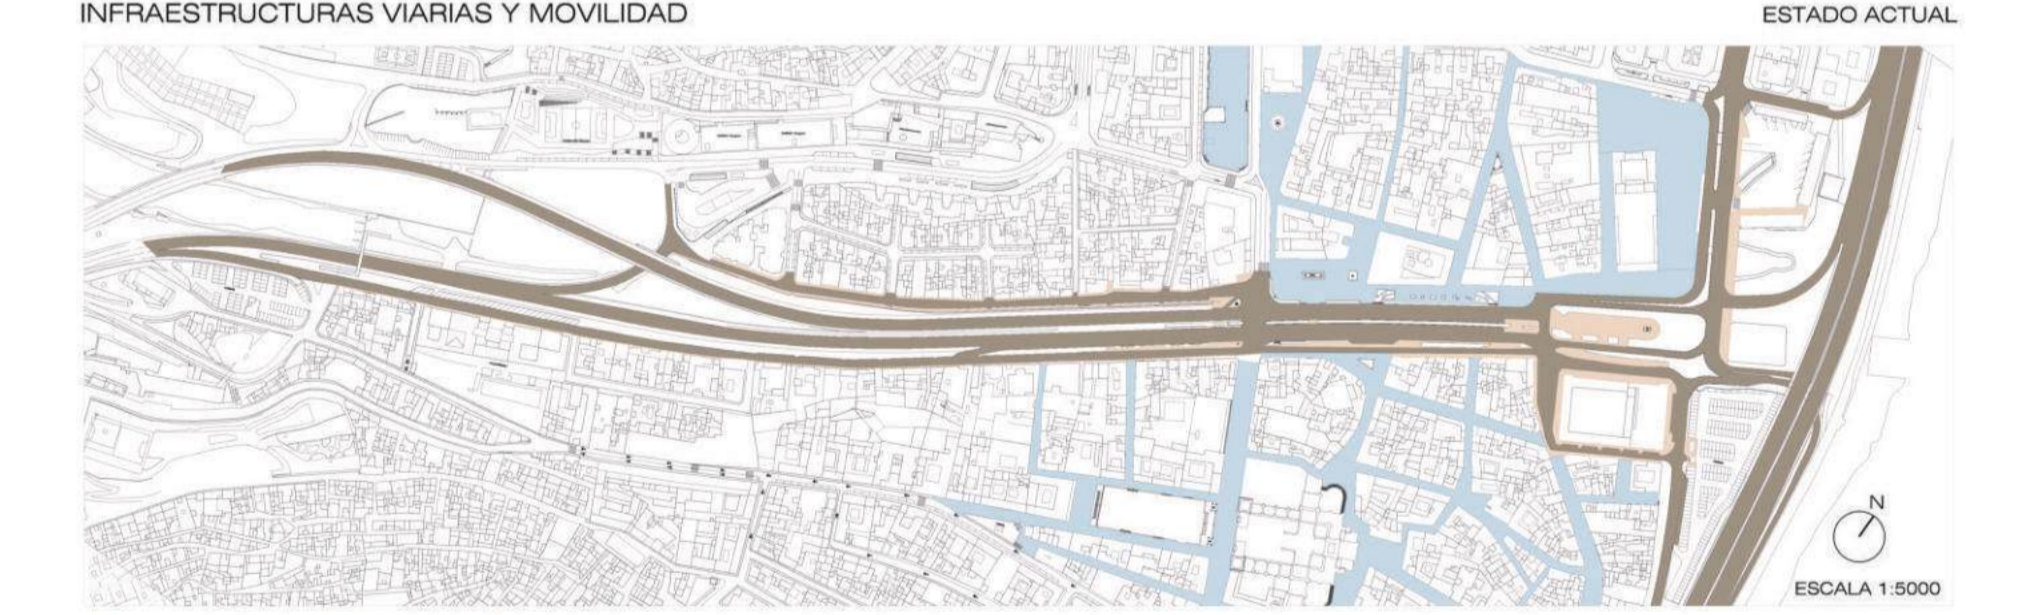 INFRAESTRUCTURAS VIARIAS Y MOVILIDAD
ESTADO ACTUAL
N
ESCALA 1:5000